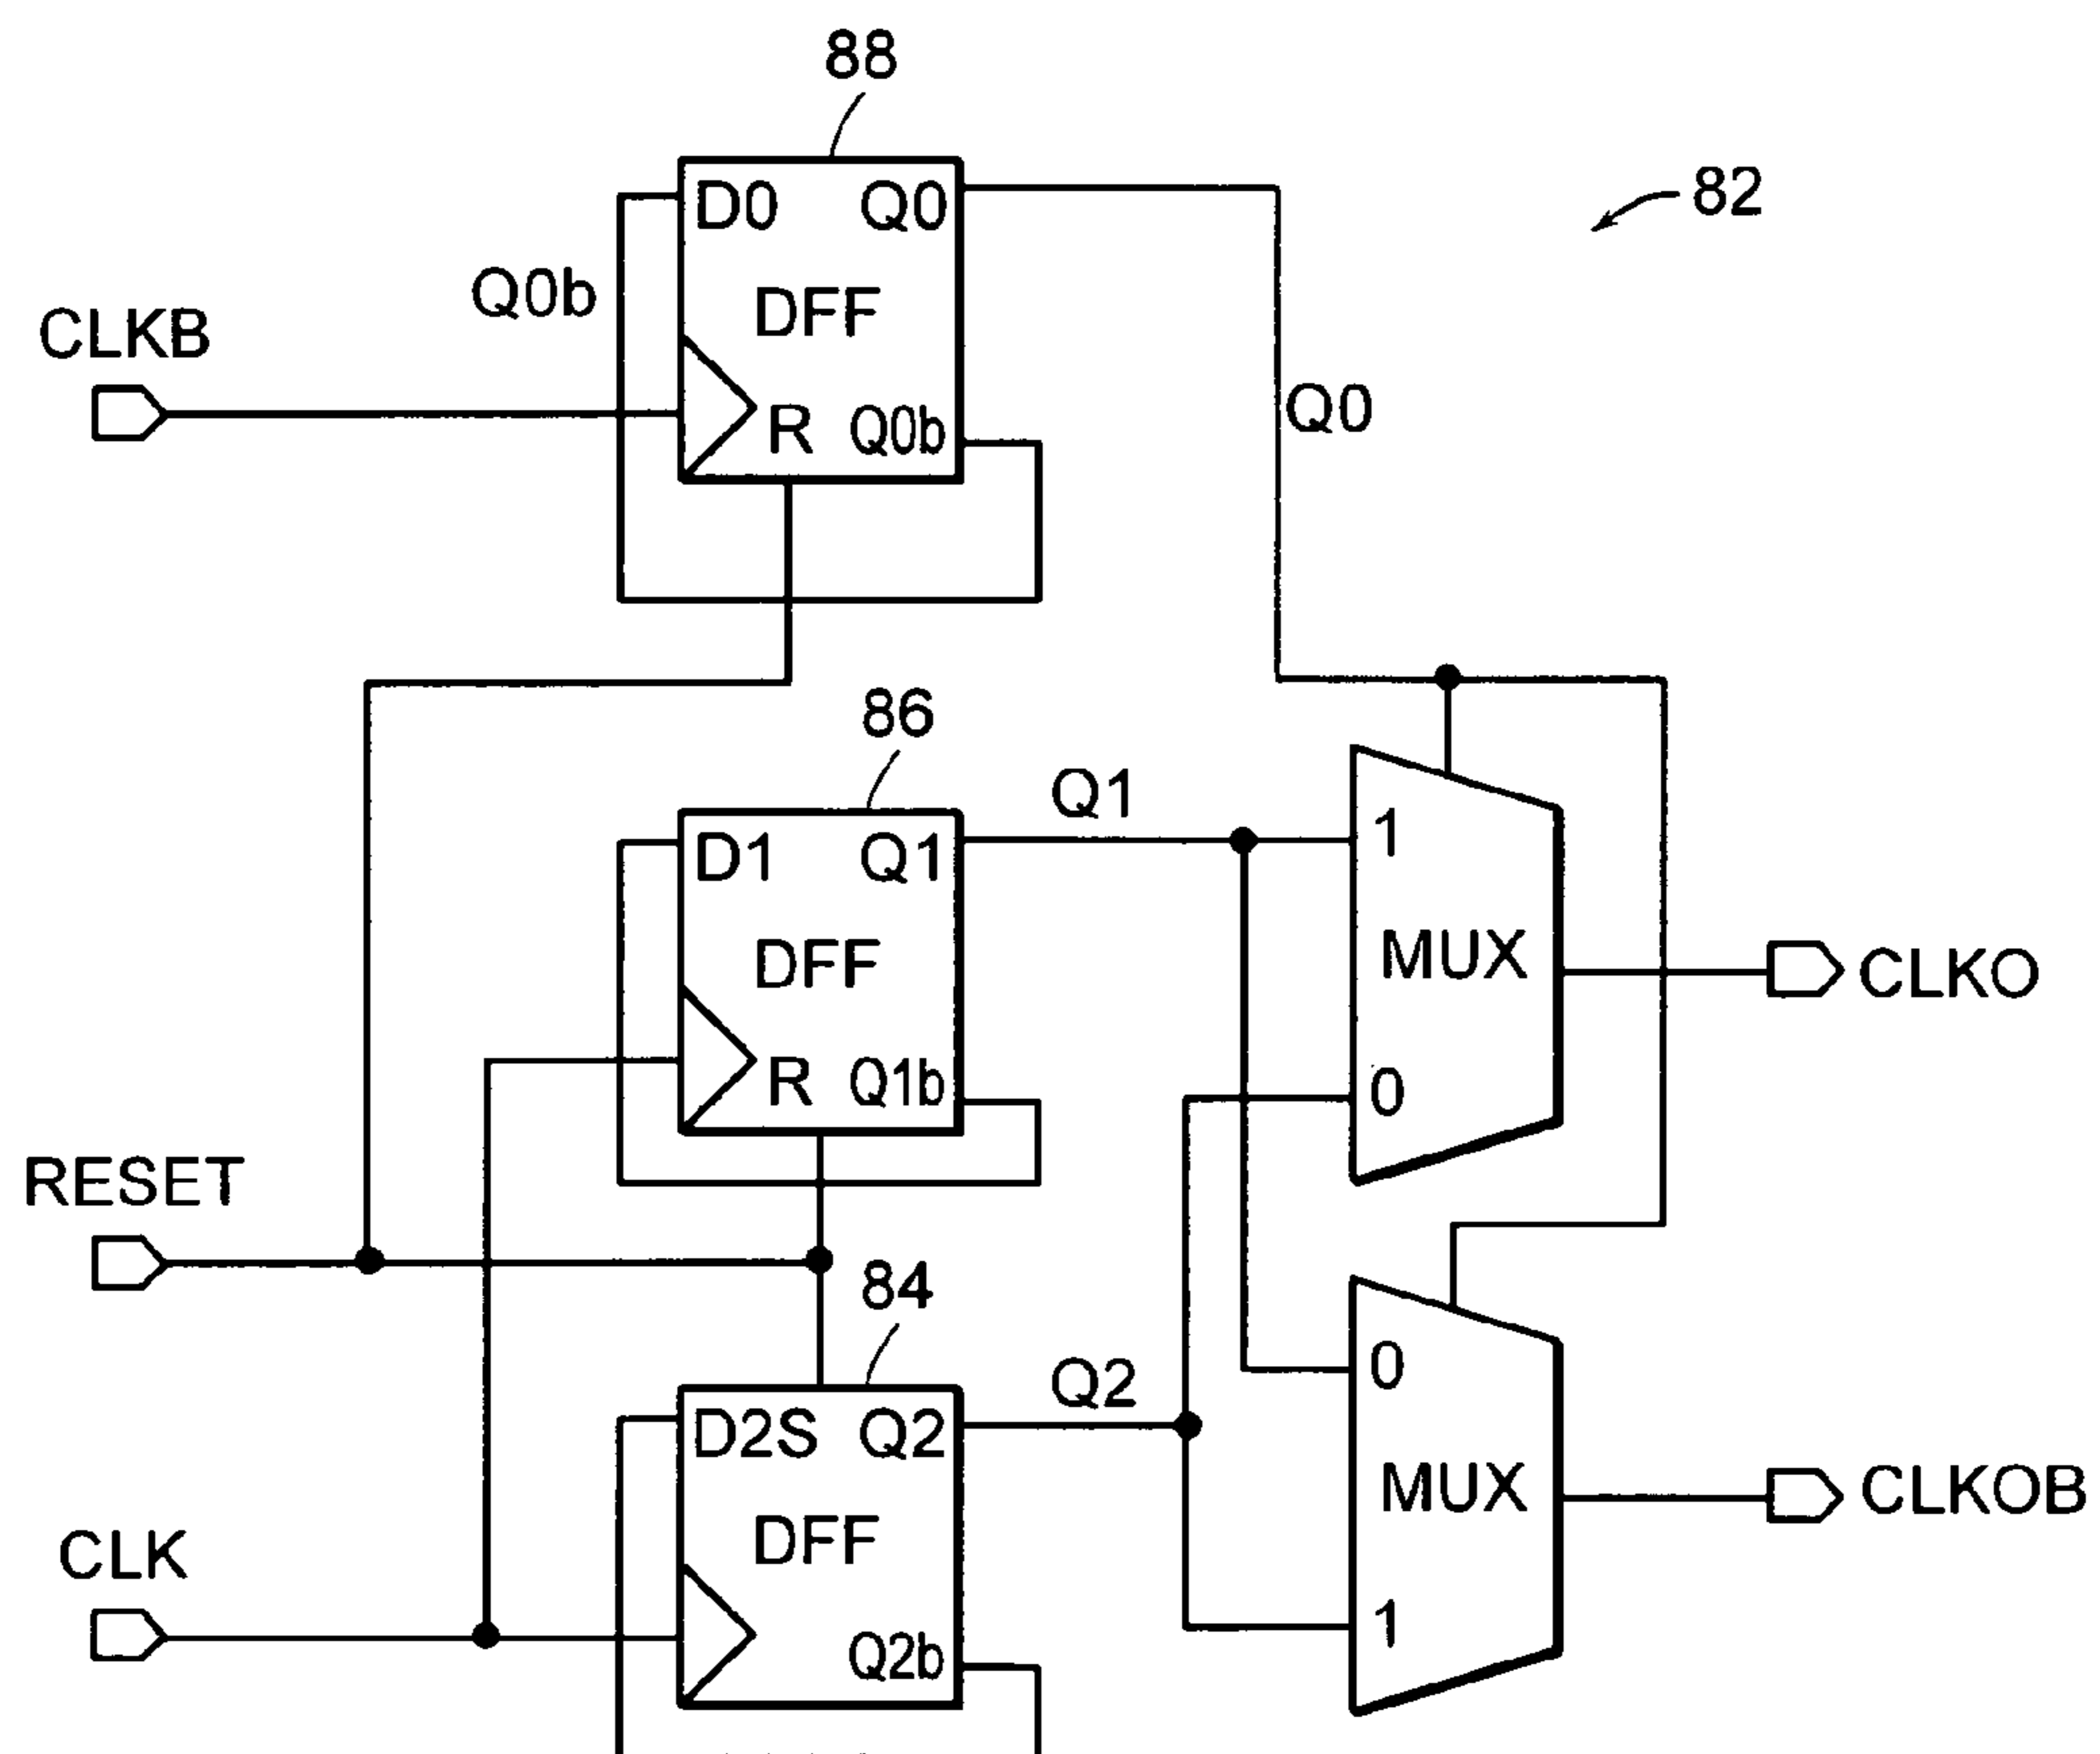 88
82
D0 Q0
Q0b
DFF
CLKB
R Q0b
Q0
86
Q1
D1 Q1
1
DFF
MUX
CLKO
R Q1b
0
RESET
84
Q2
0
D2S Q2
DFF
MUX
CLKOB
CLK
1
Q2b